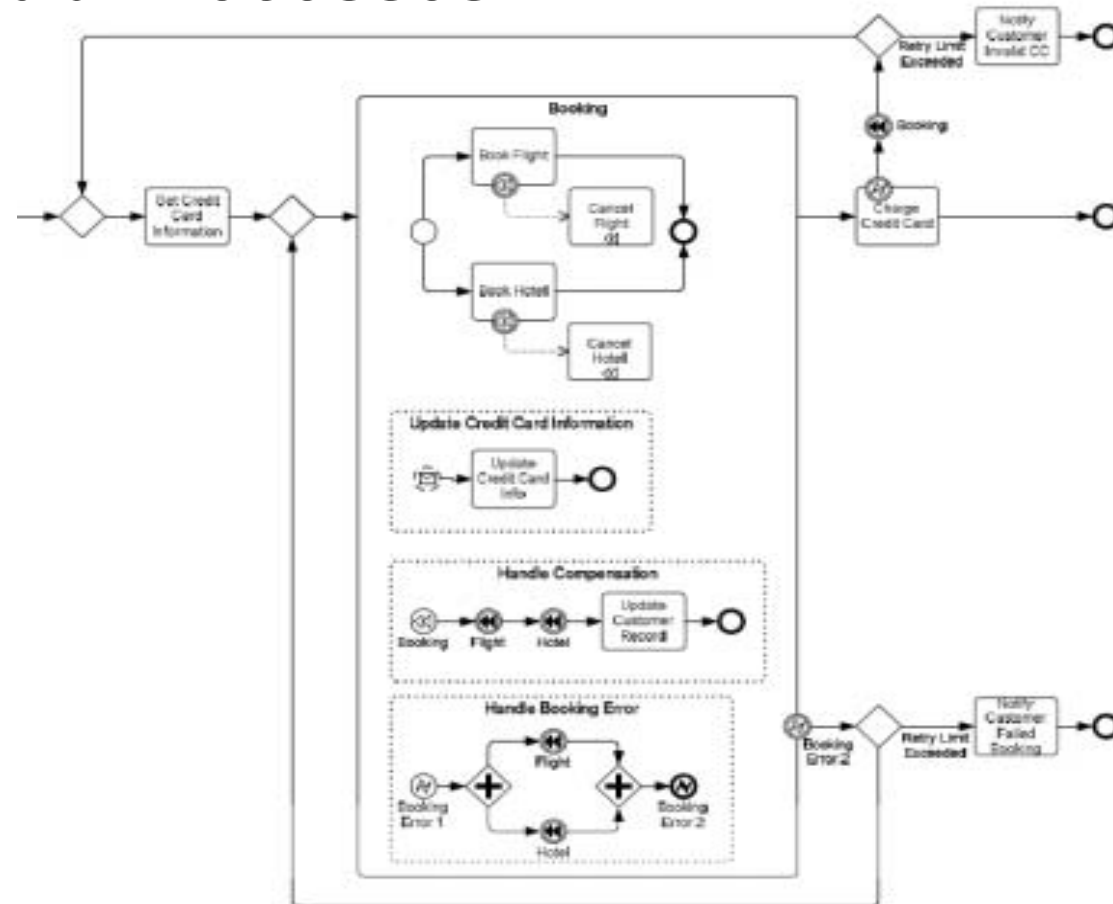 Notify
Customer
Invalid CC
Retry Limit
Exceeded
Booking
Booking
Book Flight
Get Credit
Card
Information
Cancel
Flight
Charge
Credit Card
Book Hotel
Cancel
Hotel
Update Credit Card Information
Update
Credit Card
Info
Handle Compensation
Booking
Flight
Hotel
Update
Customer
Record
Handle Booking Error
Flight
Booking
Error 1
Booking
Error 2
Hotel
Booking
Error 2
Retry Limit
Exceeded
Notify
Customer
Failed
Booking